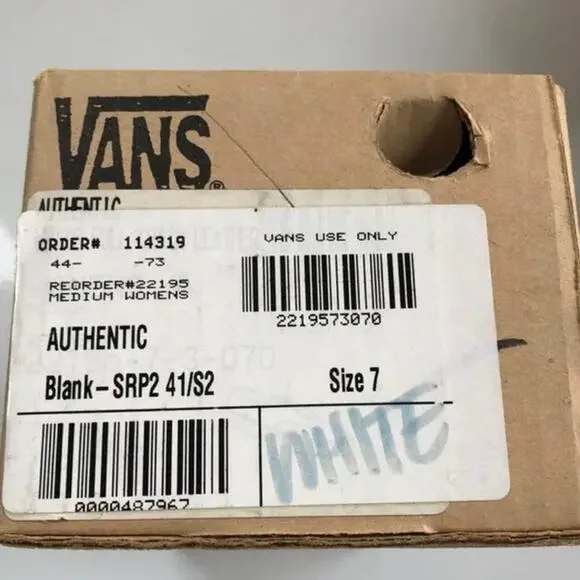 VANS®
AUTHENTIC
ORDER# 114319
VANS USE ONLY
44- -73
REORDER#22195
MEDIUM WOMENS
2219573070
AUTHENTIC
Blank-SRP2 41/S2
Size 7
WHITE
0000487967